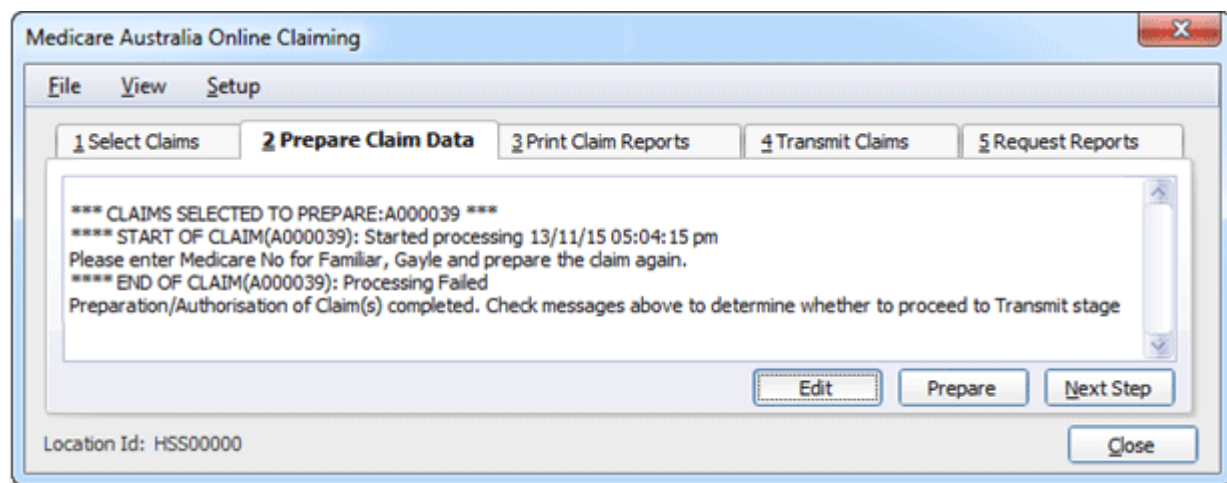 Medicare Australia Online Claiming
File View Setup
1 Select Claims 2 Prepare Claim Data 3 Print Claim Reports 4 Transmit Claims 5 Request Reports
*** CLAIMS SELECTED TO PREPARE:A000039 ***
**** START OF CLAIM(A000039): Started processing 13/11/15 05:04:15 pm
Please enter Medicare No for Familiar, Gayle and prepare the claim again.
**** END OF CLAIM(A000039): Processing Failed
Preparation/Authorisation of Claim(s) completed. Check messages above to determine whether to proceed to Transmit stage
Edit Prepare Next Step
Location Id: HSS00000 Close